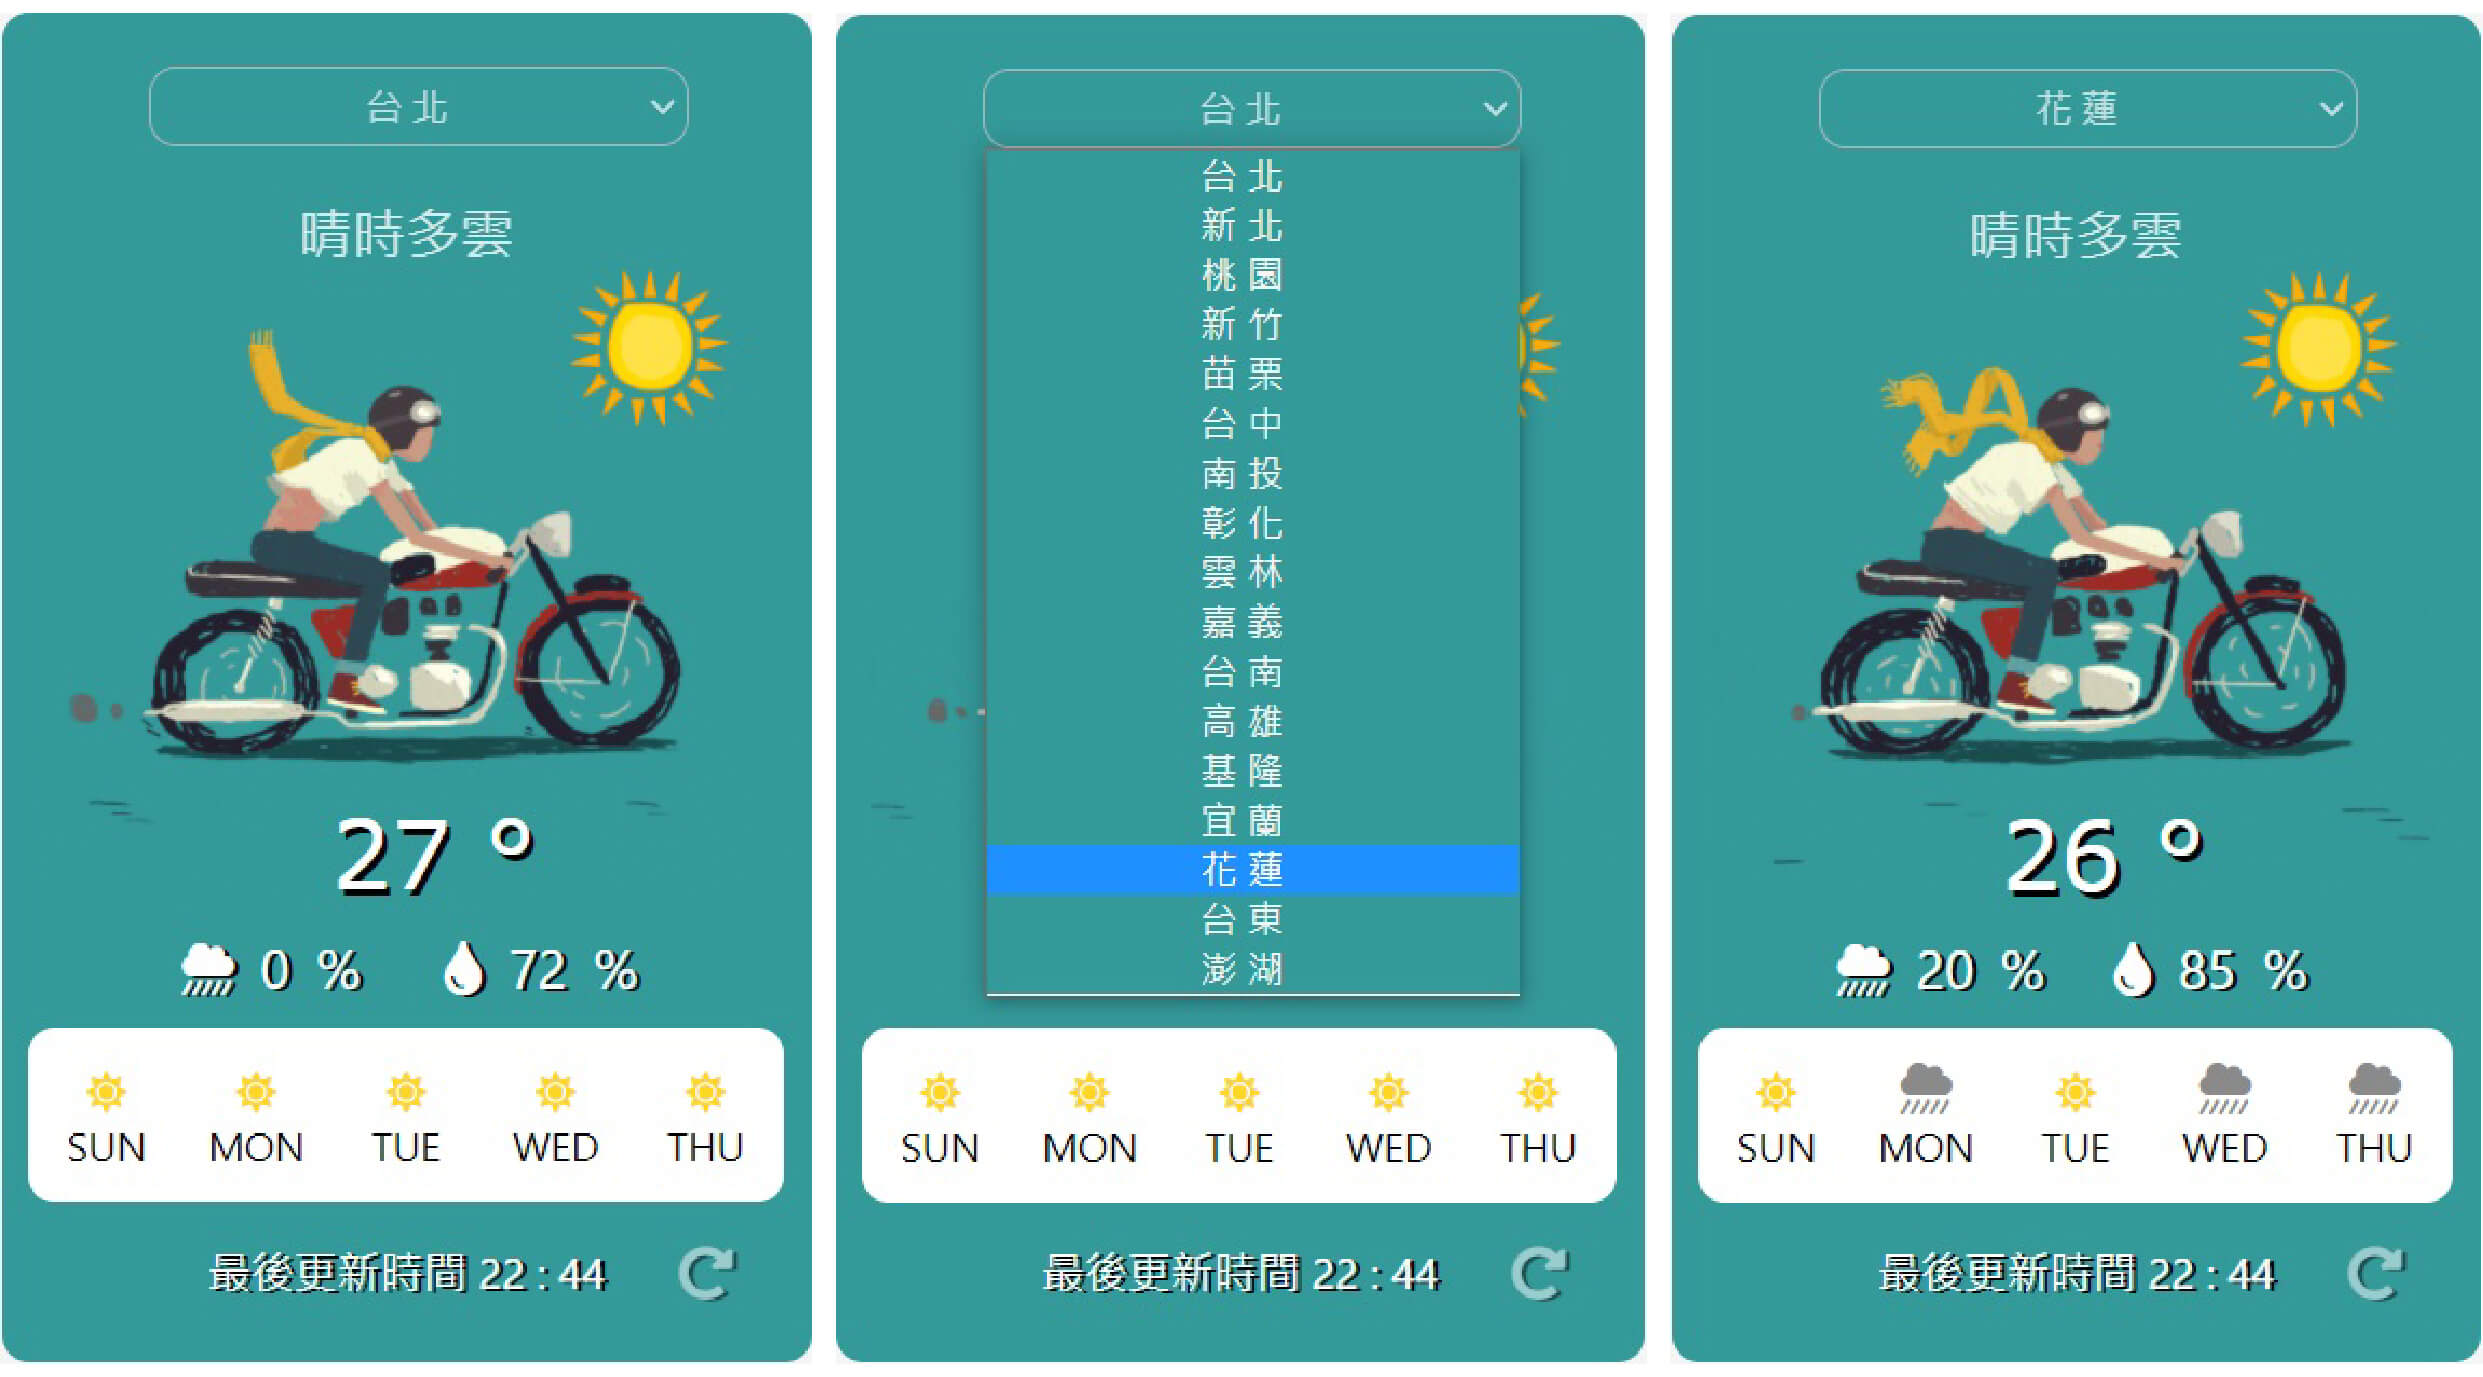 台 北
晴時多雲
27 °
0 % 72 %
SUN MON TUE WED THU
最後更新時間 22 : 44
台 北
台 北
新 北
桃 園
新 竹
苗 栗
台 中
南 投
彰 化
雲 林
嘉 義
台 南
高 雄
基 隆
宜 蘭
花 蓮
台 東
澎 湖
SUN MON TUE WED THU
最後更新時間 22 : 44
花 蓮
晴時多雲
26 °
20 % 85 %
SUN MON TUE WED THU
最後更新時間 22 : 44